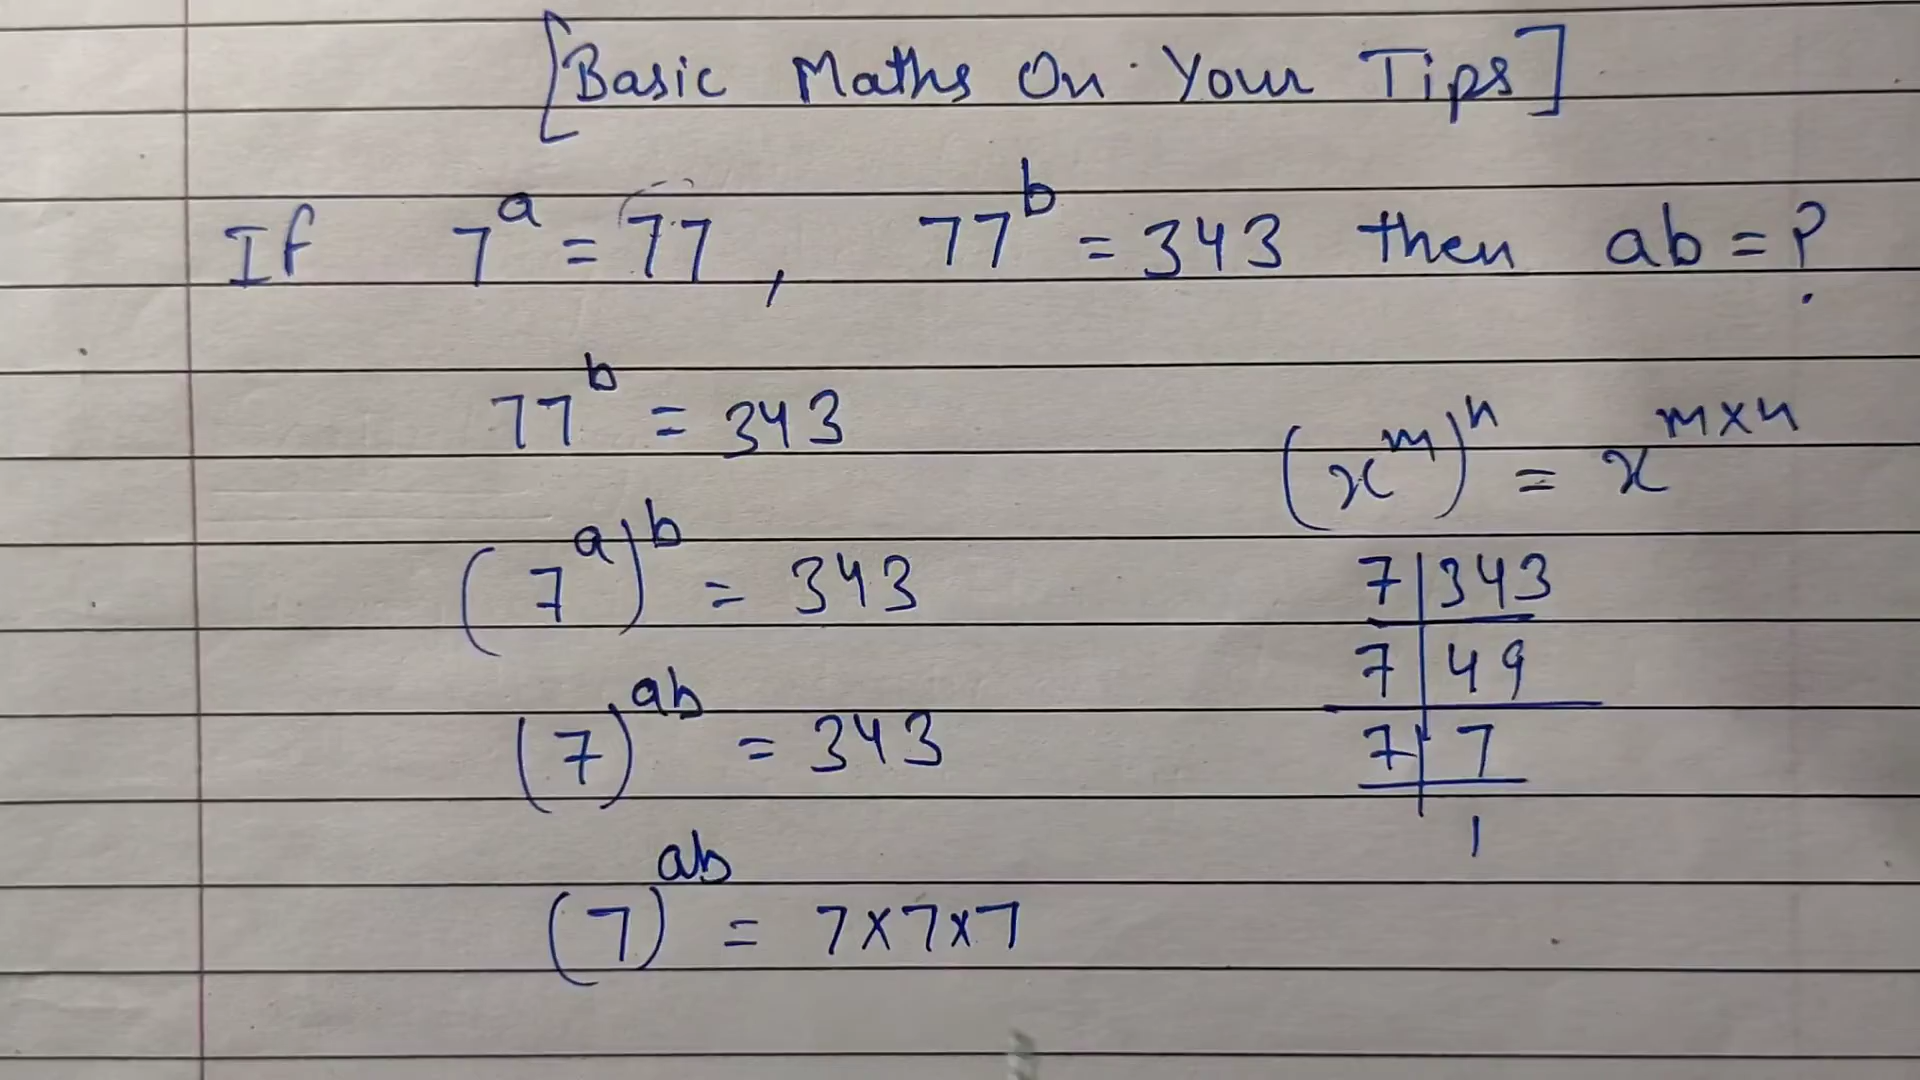 [Basic Maths On Your Tips]
If 7^a = 77, 77^b = 343 then ab = ?
77^b = 343
(x^m)^n = x^(m×n)
(7^a)^b = 343
(7)^ab = 343
(7)^ab = 7×7×7
7|343
7|49
7|7
1